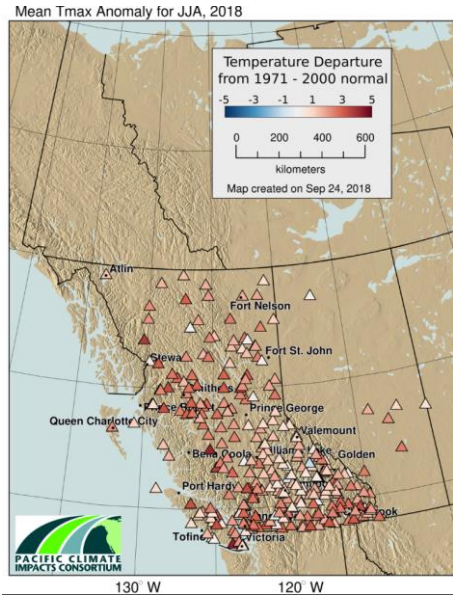 Mean Tmax Anomaly for JJA, 2018
Temperature Departure
from 1971 - 2000 normal
-5 -3 -1 1 3 5
0 200 400 600
kilometers
Map created on Sep 24, 2018
Atlin
Fort Nelson
Fort St. John
Stewa
Prince George
Queen Charlotte City
Valemount
Bella Coola
Golden
Port Hardy
Tofino
Victoria
PACIFIC CLIMATE
IMPACTS CONSORTIUM
130° W 120° W